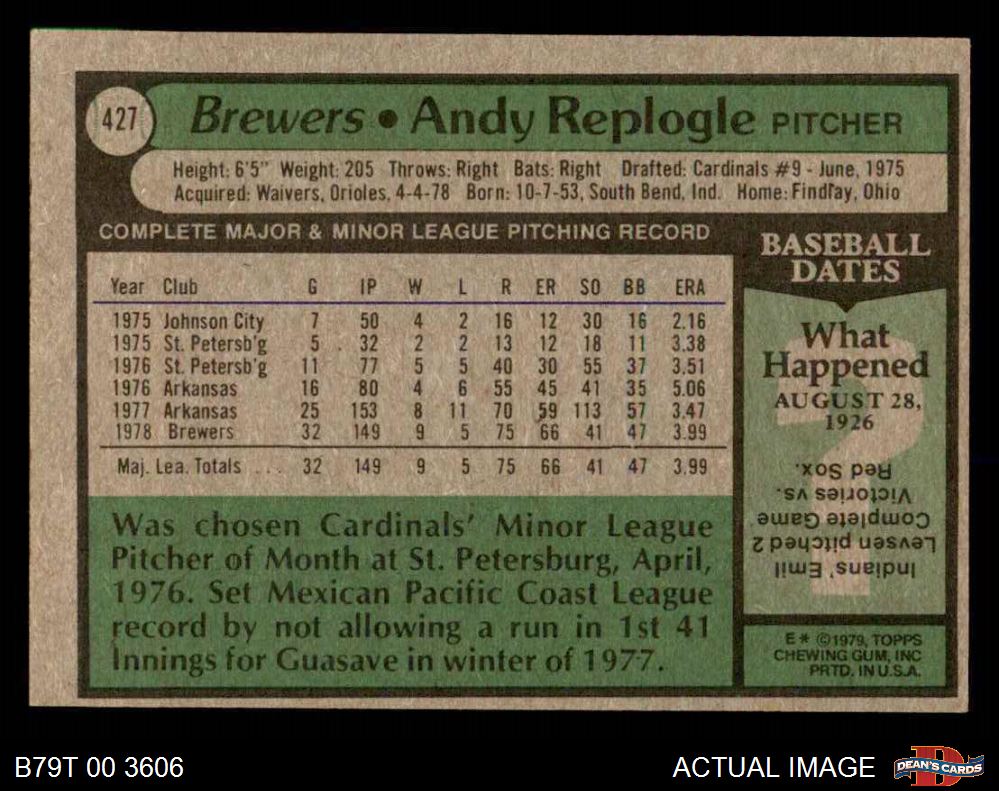 427
Brewers • Andy Replogle PITCHER
Height: 6'5" Weight: 205 Throws: Right Bats: Right Drafted: Cardinals #9 - June, 1975
Acquired: Waivers, Orioles, 4-4-78 Born: 10-7-53, South Bend, Ind. Home: Findlay, Ohio
COMPLETE MAJOR & MINOR LEAGUE PITCHING RECORD
Year Club G IP W L R ER SO BB ERA
1975 Johnson City 7 50 4 2 16 12 30 16 2.16
1975 St. Petersb'g 5 32 2 2 13 12 18 11 3.38
1976 St. Petersb'g 11 77 5 5 40 30 55 37 3.51
1976 Arkansas 16 80 4 6 55 45 41 35 5.06
1977 Arkansas 25 153 8 11 70 59 113 57 3.47
1978 Brewers 32 149 9 5 75 66 41 47 3.99
Maj. Lea. Totals ... 32 149 9 5 75 66 41 47 3.99
Was chosen Cardinals' Minor League
Pitcher of Month at St. Petersburg, April,
1976. Set Mexican Pacific Coast League
record by not allowing a run in 1st 41
Innings for Guasave in winter of 1977.
BASEBALL
DATES
What
Happened
AUGUST 28,
1926
Indians' Emil
Levsen pitched 2
Complete Game
Victories vs.
Red Sox.
E* ©1979, TOPPS
CHEWING GUM, INC
PRTD. IN U.S.A.
B79T 00 3606
ACTUAL IMAGE
DEAN'S CARDS